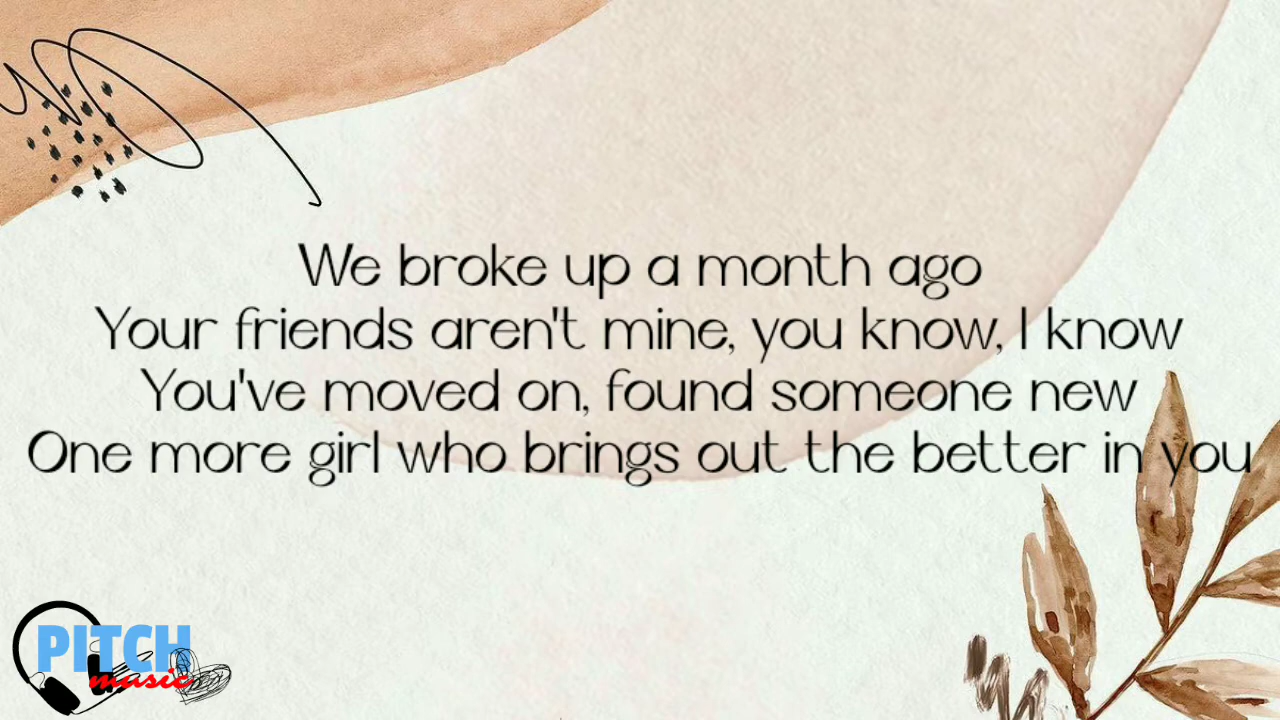 We broke up a month ago
Your friends aren't mine, you know, I know
You've moved on, found someone new
One more girl who brings out the better in you
PITCH
music